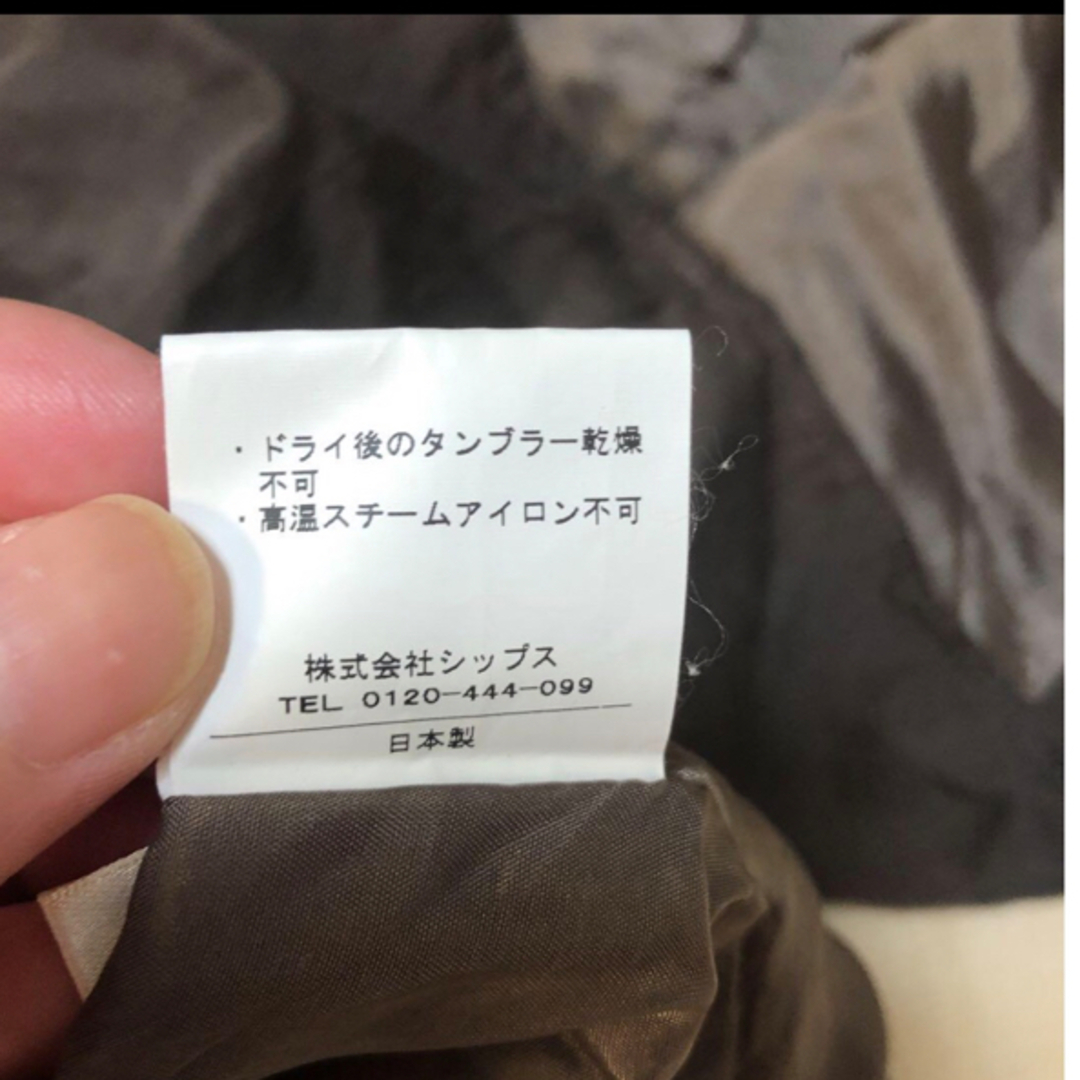 ・ドライ後のタンブラー乾燥
不可
・高温スチームアイロン不可
株式会社シップス
TEL 0120-444-099
日本製